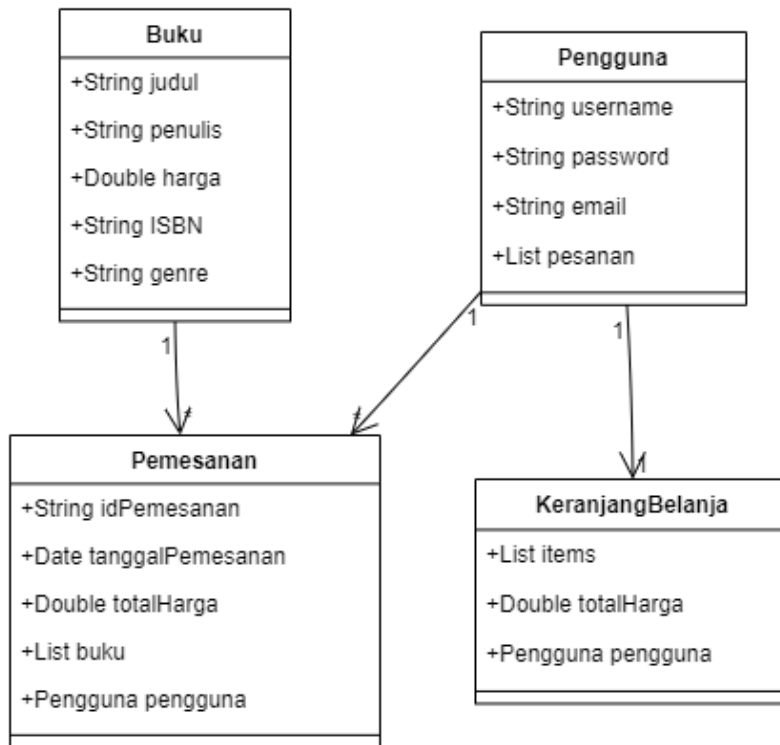 Buku
+String judul
+String penulis
+Double harga
+String ISBN
+String genre
Pengguna
+String username
+String password
+String email
+List pesanan
1
*
1
*
1
1
Pemesanan
+String idPemesanan
+Date tanggalPemesanan
+Double totalHarga
+List buku
+Pengguna pengguna
KeranjangBelanja
+List items
+Double totalHarga
+Pengguna pengguna